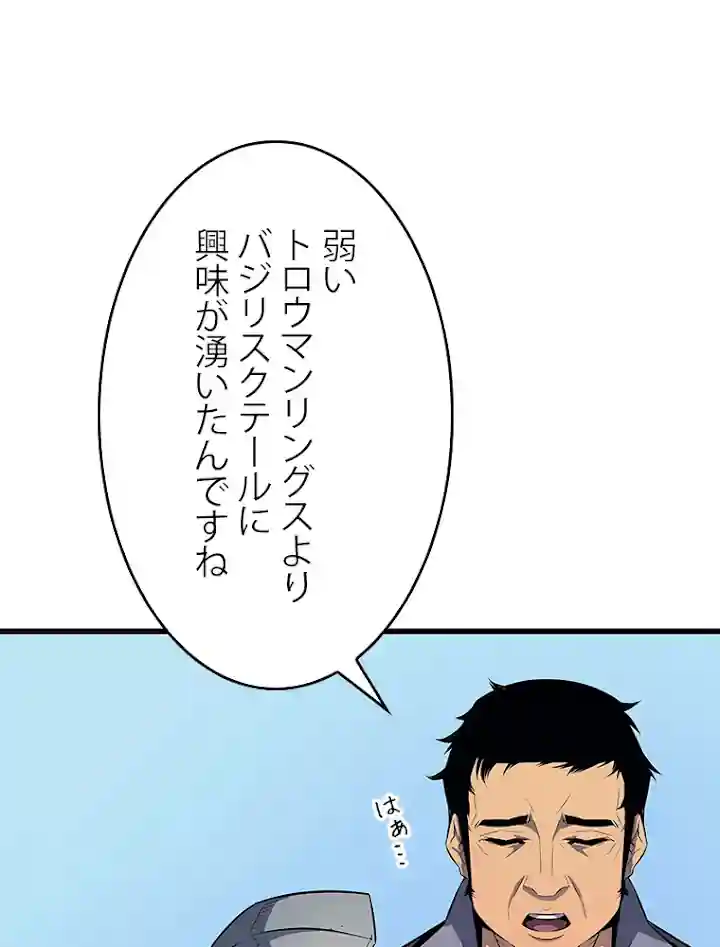 弱い
トロウマンリングスより
バジリスクテールに
興味が湧いたんですね
はぁ…